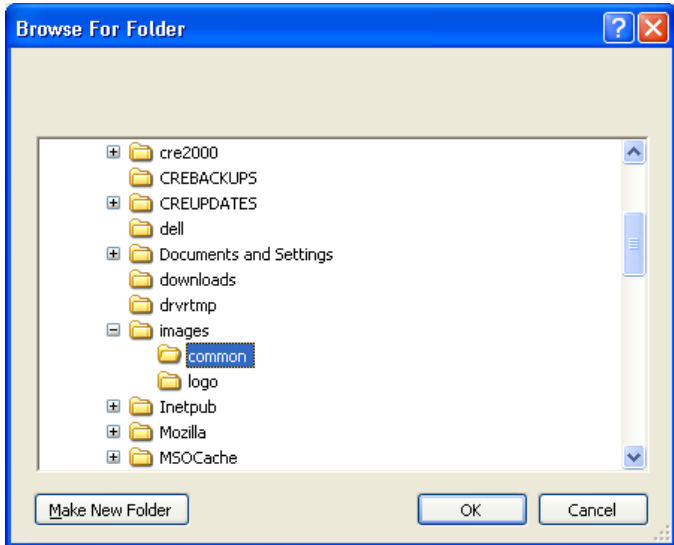 Browse For Folder
cre2000
CREBACKUPS
CREUPDATES
dell
Documents and Settings
downloads
drvrtmp
images
common
logo
Inetpub
Mozilla
MSOCache
Make New Folder OK Cancel